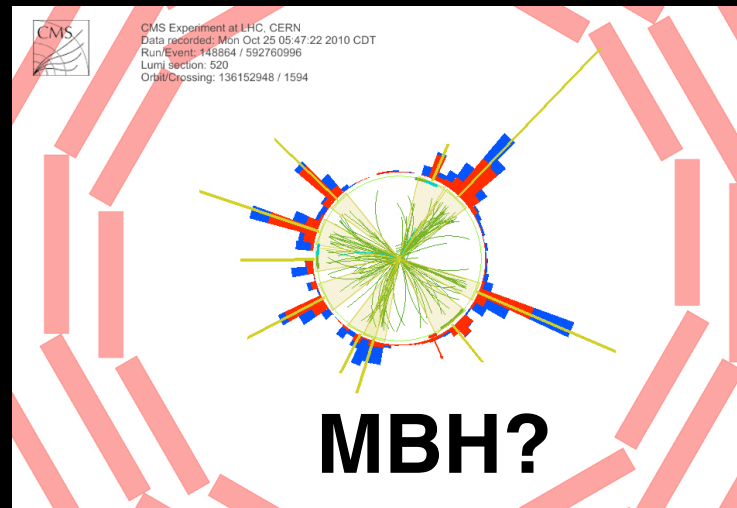 CMS
CMS Experiment at LHC, CERN
Data recorded: Mon Oct 25 05:47:22 2010 CDT
Run/Event: 148864 / 592760996
Lumi section: 520
Orbit/Crossing: 136152948 / 1594
MBH?